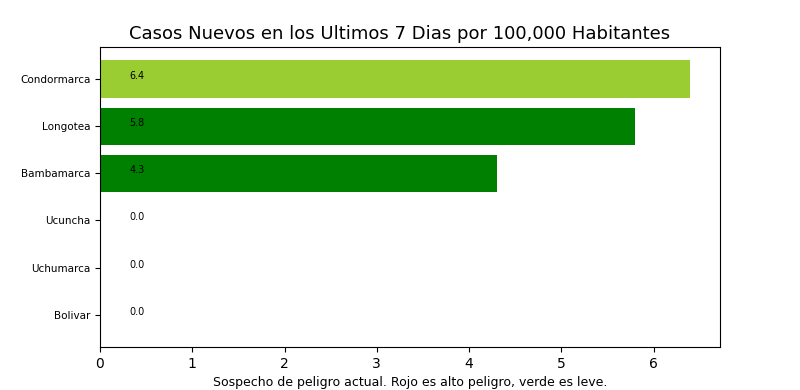 Casos Nuevos en los Ultimos 7 Dias por 100,000 Habitantes
Condormarca 6.4
Longotea 5.8
Bambamarca 4.3
Ucuncha 0.0
Uchumarca 0.0
Bolivar 0.0
0 1 2 3 4 5 6
Sospecho de peligro actual. Rojo es alto peligro, verde es leve.